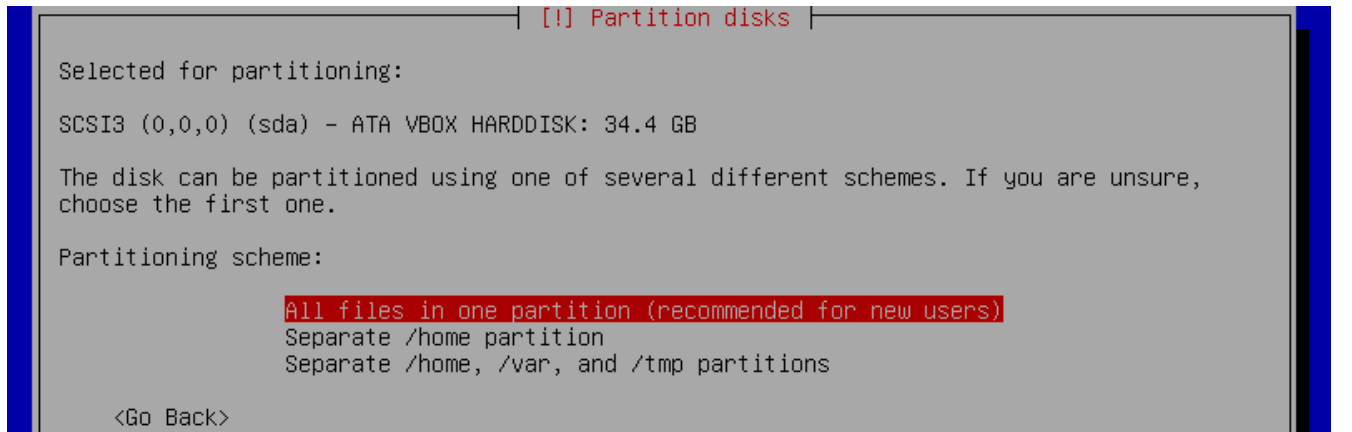 [!] Partition disks
Selected for partitioning:
SCSI3 (0,0,0) (sda) – ATA VBOX HARDDISK: 34.4 GB
The disk can be partitioned using one of several different schemes. If you are unsure,
choose the first one.
Partitioning scheme:
All files in one partition (recommended for new users)
Separate /home partition
Separate /home, /var, and /tmp partitions
<Go Back>